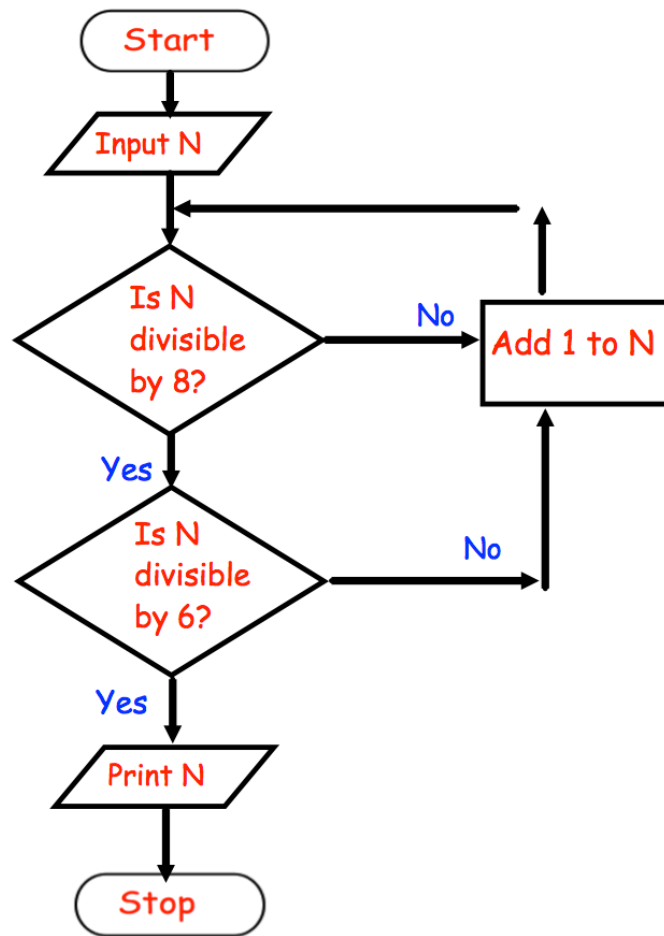 Start
Input N
Is N
divisible
by 8?
No
Add 1 to N
Yes
Is N
divisible
by 6?
No
Yes
Print N
Stop